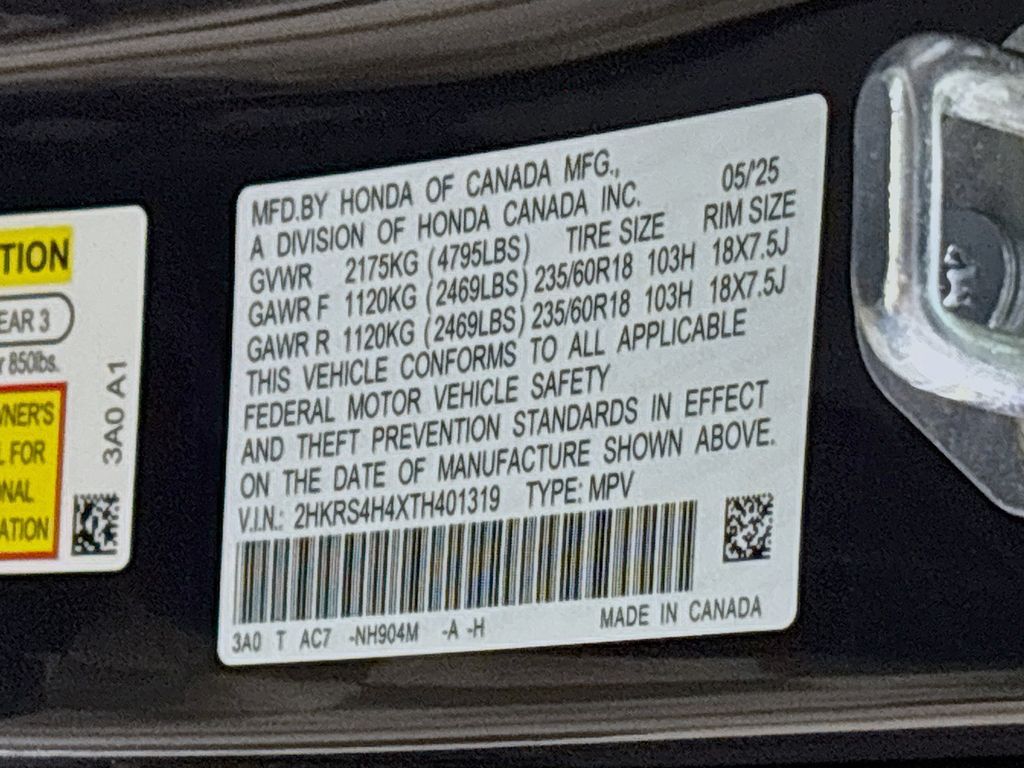 TION
EAR 3
r 850lbs.
WNER'S
L FOR
ONAL
ATION
3A0 A1
MFD.BY HONDA OF CANADA MFG.,
A DIVISION OF HONDA CANADA INC. 05/'25
GVWR 2175KG (4795LBS) TIRE SIZE RIM SIZE
GAWR F 1120KG (2469LBS) 235/60R18 103H 18X7.5J
GAWR R 1120KG (2469LBS) 235/60R18 103H 18X7.5J
THIS VEHICLE CONFORMS TO ALL APPLICABLE
FEDERAL MOTOR VEHICLE SAFETY
AND THEFT PREVENTION STANDARDS IN EFFECT
ON THE DATE OF MANUFACTURE SHOWN ABOVE.
V.I.N.: 2HKRS4H4XTH401319 TYPE: MPV
3A0 T AC7 -NH904M -A -H MADE IN CANADA